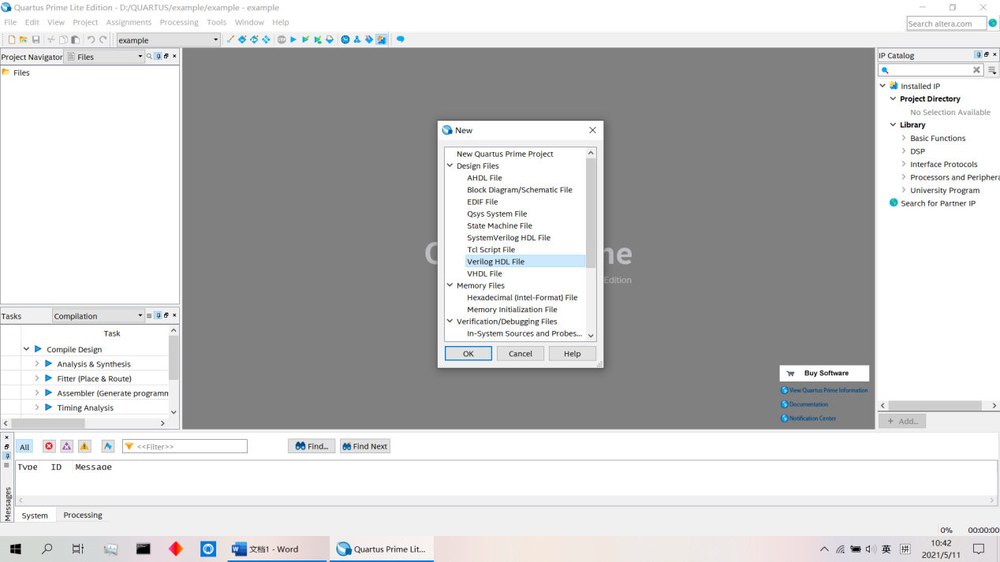 Quartus Prime Lite Edition - D:/QUARTUS/example/example - example
File Edit View Project Assignments Processing Tools Window Help
Search altera.com
example
Project Navigator Files
Files
IP Catalog
Installed IP
Project Directory
No Selection Available
Library
Basic Functions
DSP
Interface Protocols
Processors and Periphera
University Program
Search for Partner IP
+ Add...
New
New Quartus Prime Project
Design Files
AHDL File
Block Diagram/Schematic File
EDIF File
Qsys System File
State Machine File
SystemVerilog HDL File
Tcl Script File
Verilog HDL File
VHDL File
Memory Files
Hexadecimal (Intel-Format) File
Memory Initialization File
Verification/Debugging Files
In-System Sources and Probes...
OK Cancel Help
Edition
Buy Software
View Quartus Prime Information
Documentation
Notification Center
Tasks Compilation
Task
Compile Design
Analysis & Synthesis
Fitter (Place & Route)
Assembler (Generate programm
Timing Analysis
All <<Filter>> Find... Find Next
Type ID Message
Messages
System Processing
0% 00:00:00
文档1 - Word
Quartus Prime Lit...
英 拼
10:42
2021/5/11